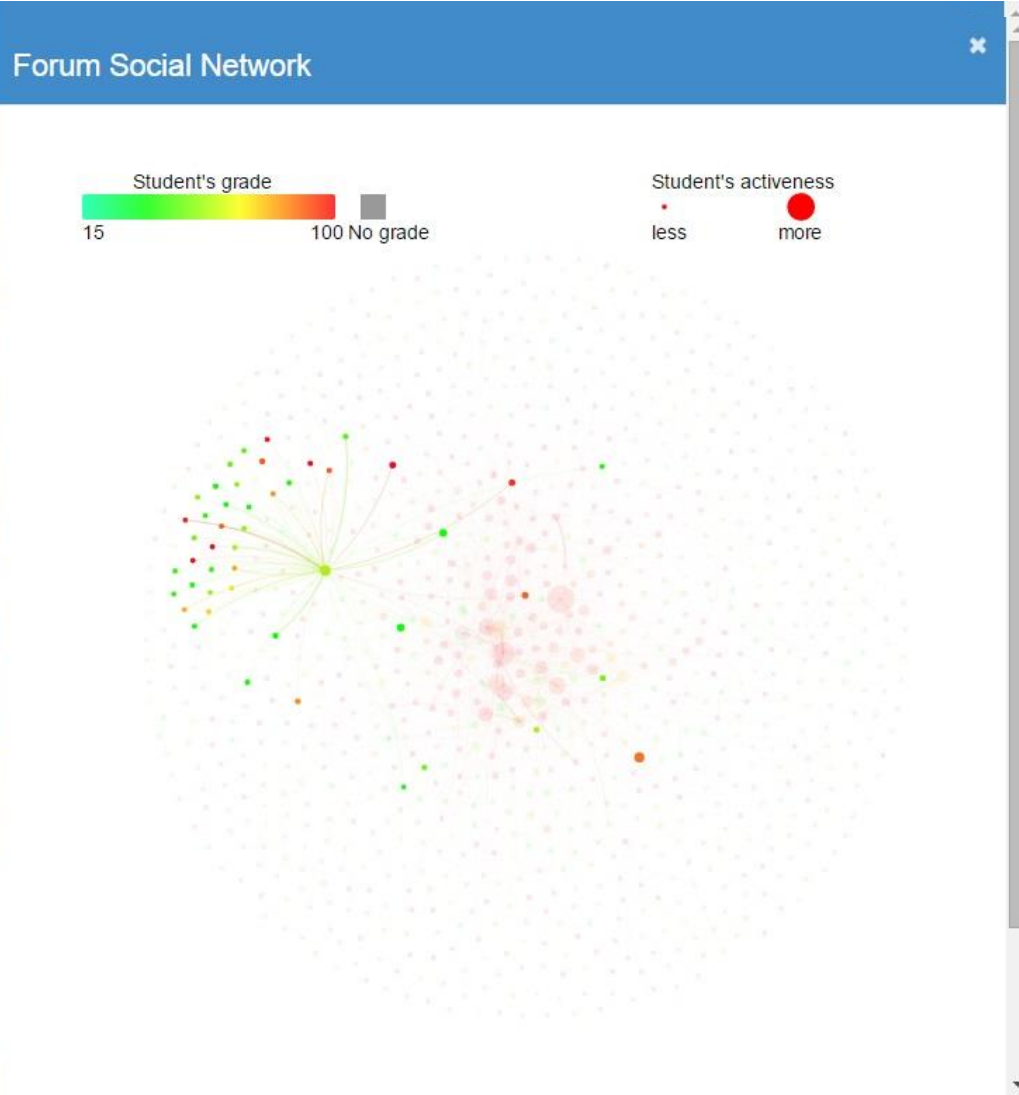 Forum Social Network
Student's grade
15
100 No grade
Student's activeness
less
more